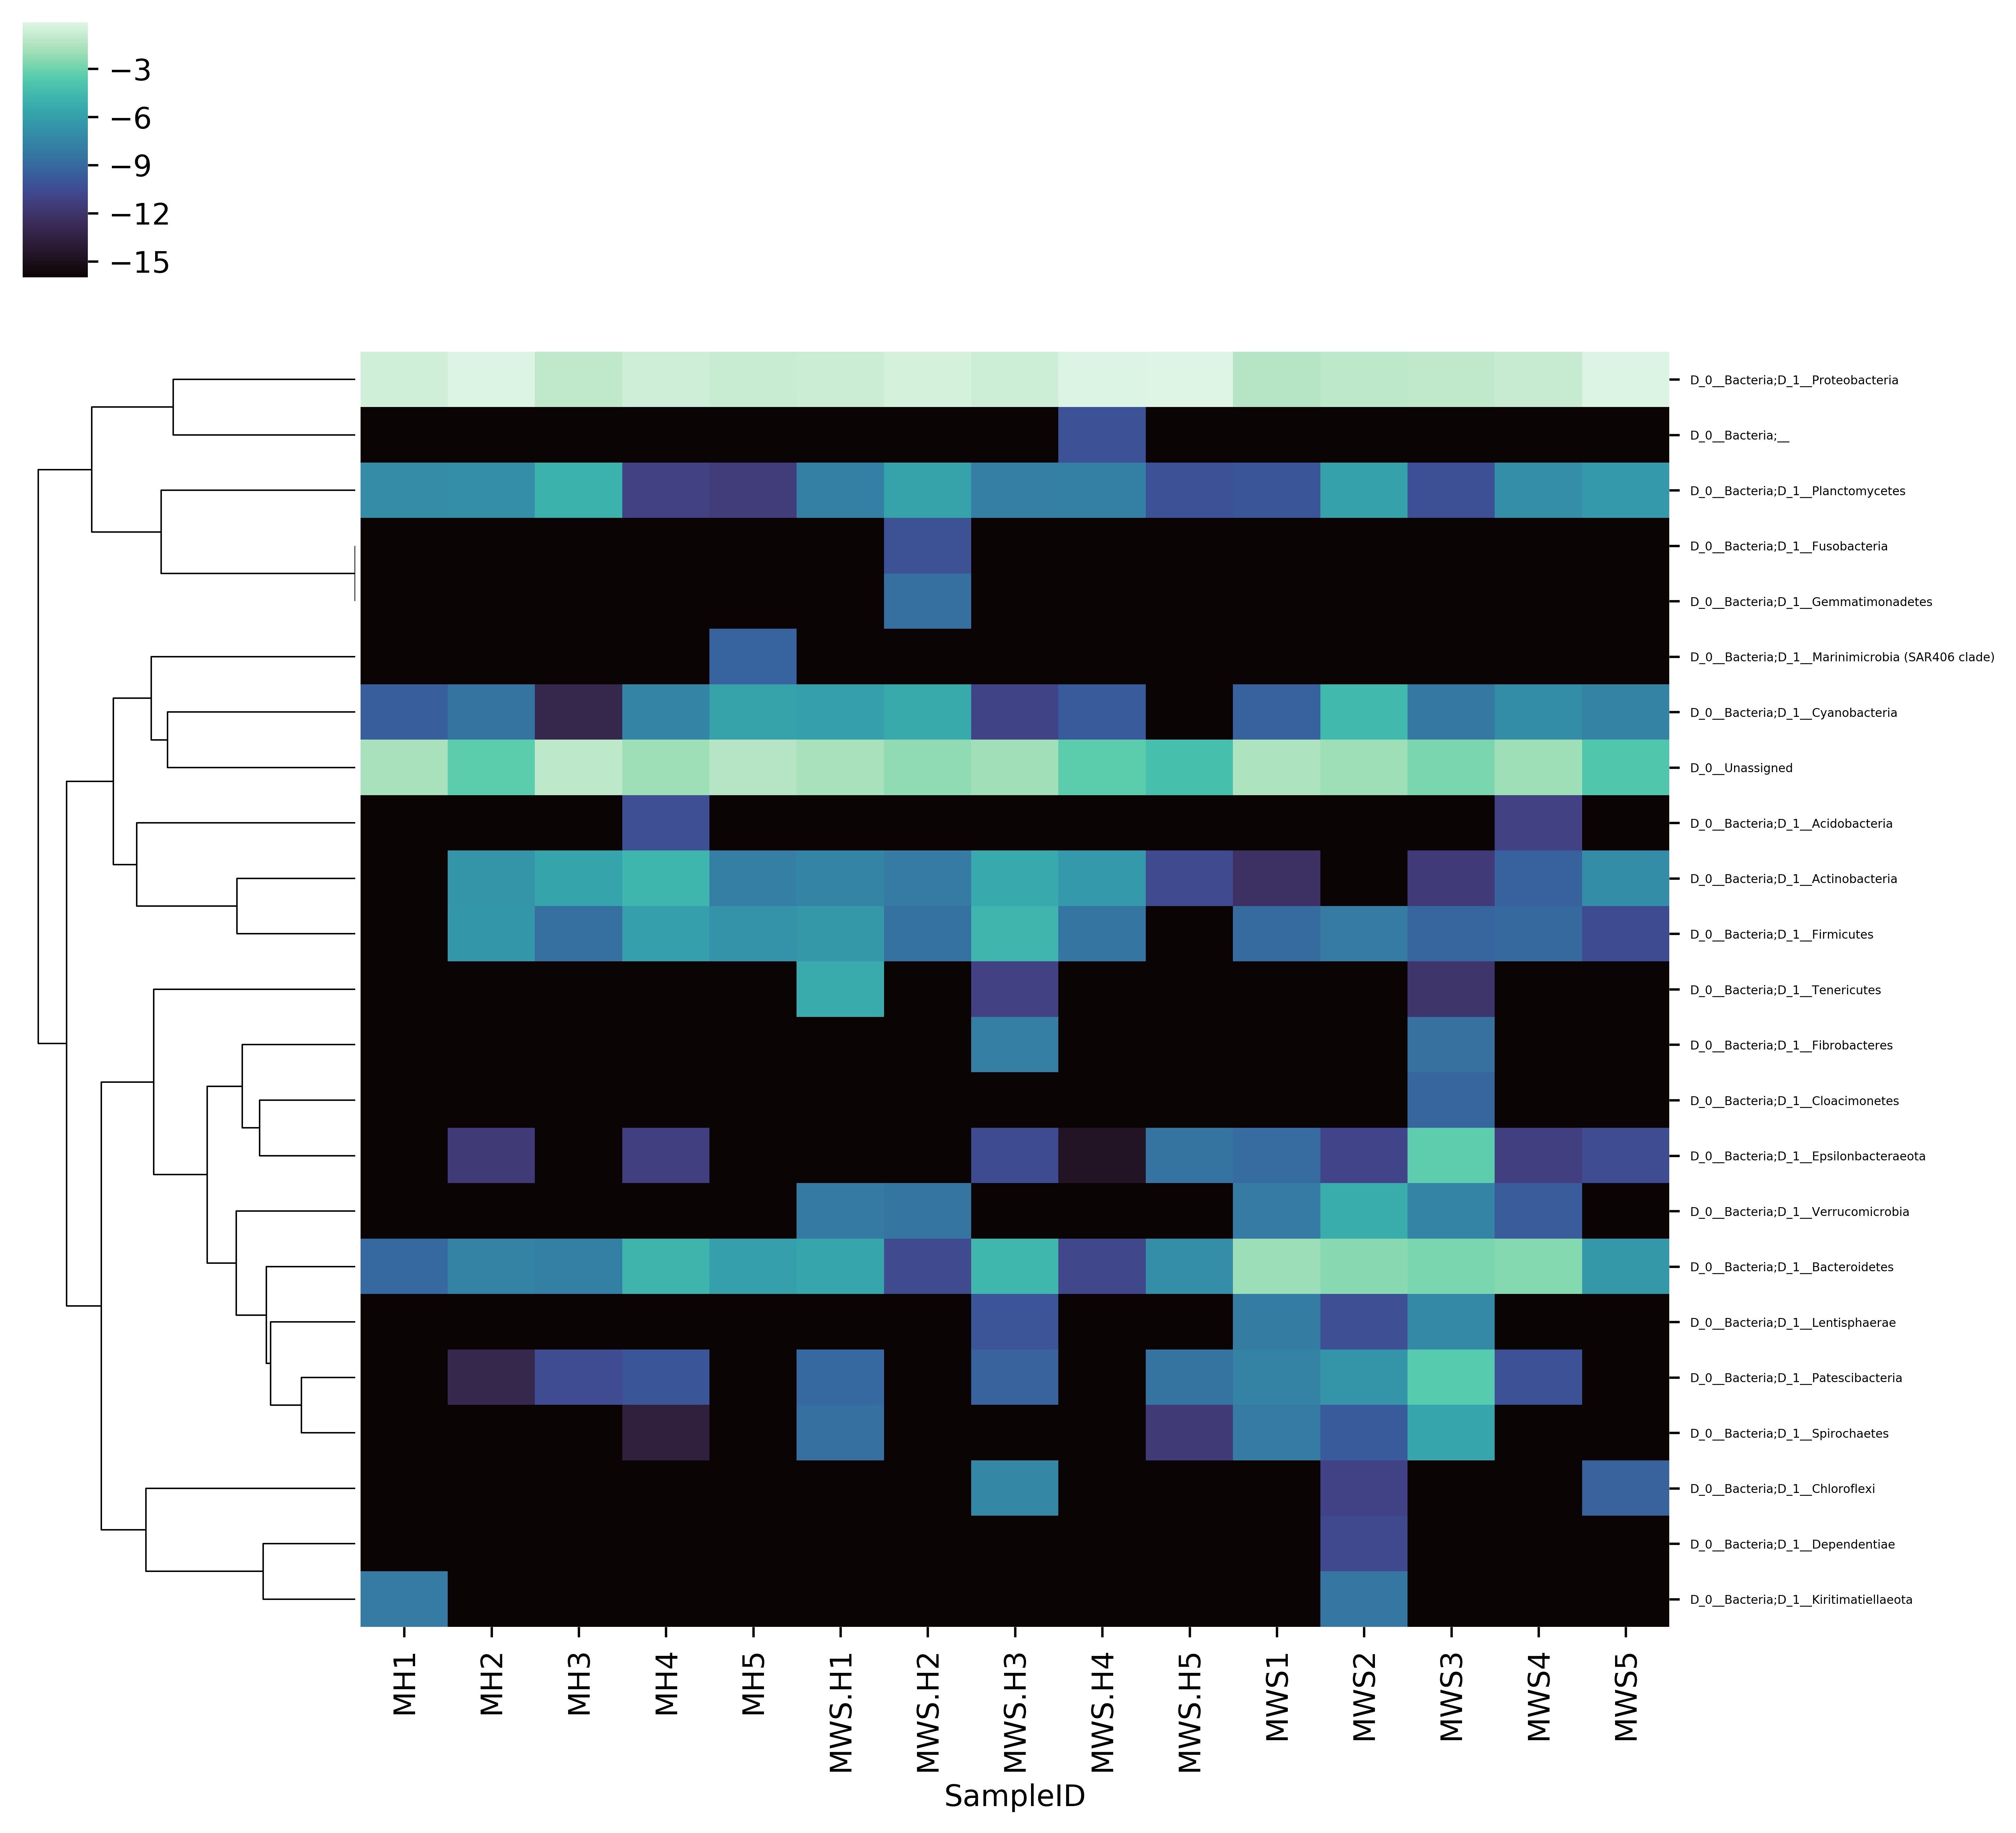 −3
−6
−9
−12
−15
D_0__Bacteria;D_1__Proteobacteria
D_0__Bacteria;__
D_0__Bacteria;D_1__Planctomycetes
D_0__Bacteria;D_1__Fusobacteria
D_0__Bacteria;D_1__Gemmatimonadetes
D_0__Bacteria;D_1__Marinimicrobia (SAR406 clade)
D_0__Bacteria;D_1__Cyanobacteria
D_0__Unassigned
D_0__Bacteria;D_1__Acidobacteria
D_0__Bacteria;D_1__Actinobacteria
D_0__Bacteria;D_1__Firmicutes
D_0__Bacteria;D_1__Tenericutes
D_0__Bacteria;D_1__Fibrobacteres
D_0__Bacteria;D_1__Cloacimonetes
D_0__Bacteria;D_1__Epsilonbacteraeota
D_0__Bacteria;D_1__Verrucomicrobia
D_0__Bacteria;D_1__Bacteroidetes
D_0__Bacteria;D_1__Lentisphaerae
D_0__Bacteria;D_1__Patescibacteria
D_0__Bacteria;D_1__Spirochaetes
D_0__Bacteria;D_1__Chloroflexi
D_0__Bacteria;D_1__Dependentiae
D_0__Bacteria;D_1__Kiritimatiellaeota
MH1
MH2
MH3
MH4
MH5
MWS.H1
MWS.H2
MWS.H3
MWS.H4
MWS.H5
MWS1
MWS2
MWS3
MWS4
MWS5
SampleID